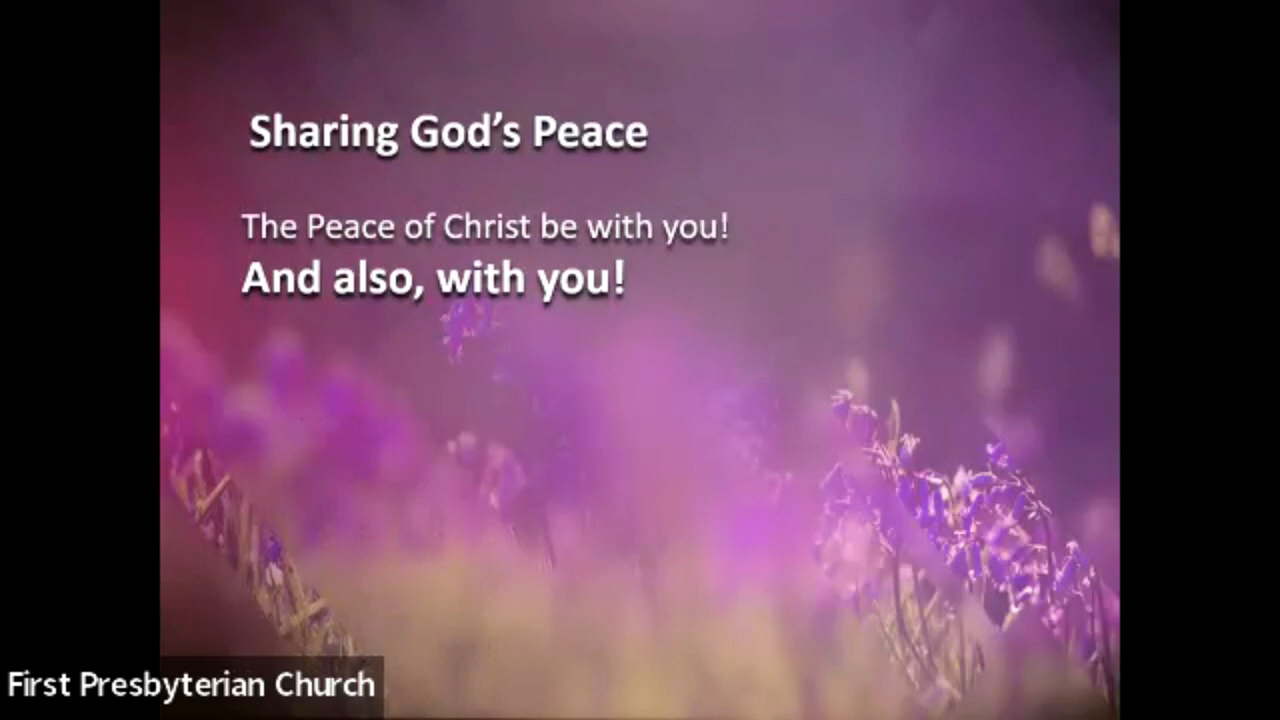 Sharing God’s Peace
The Peace of Christ be with you!
And also, with you!
First Presbyterian Church